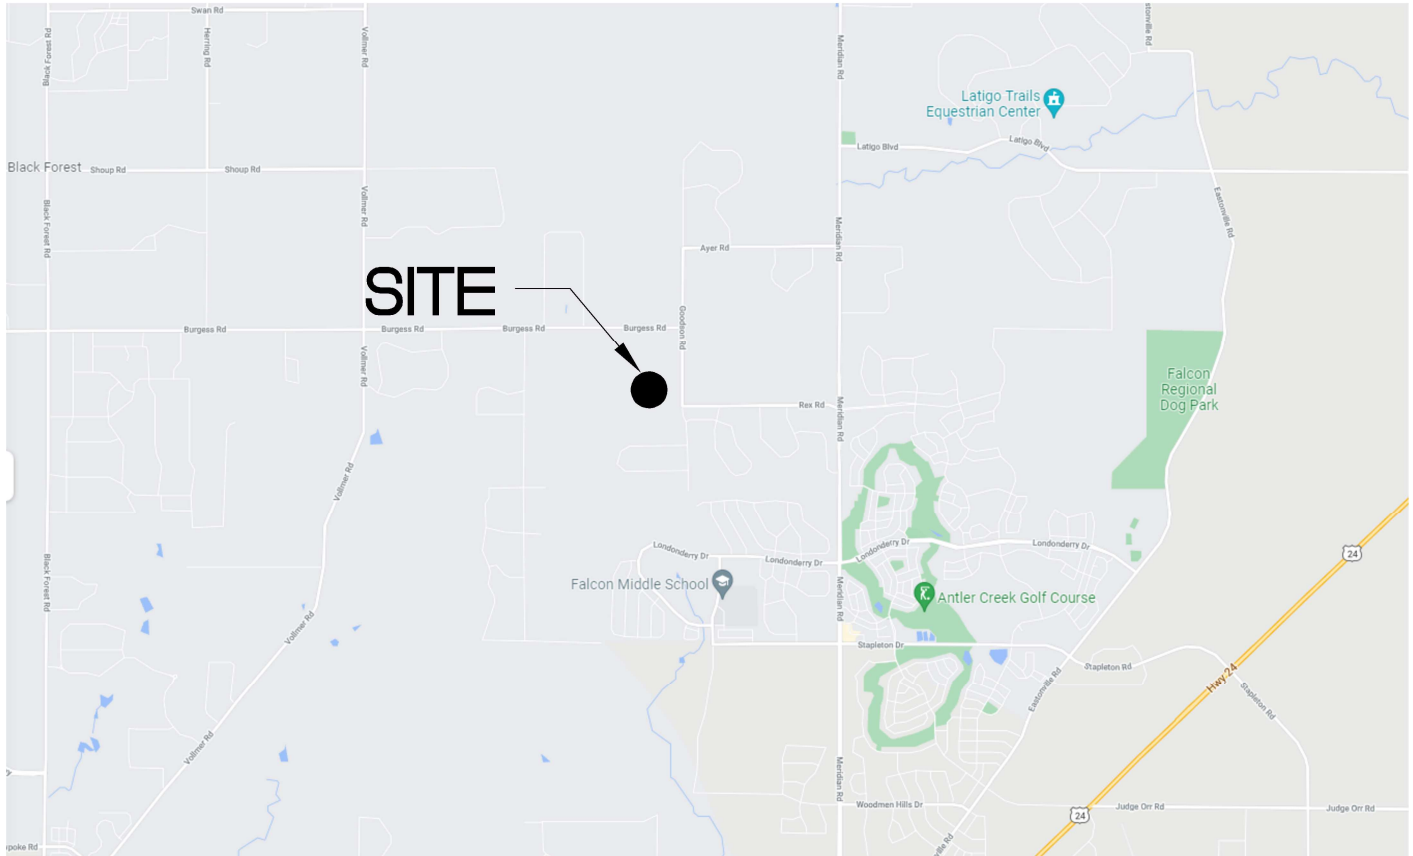 Swan Rd
Black Forest Rd
Herring Rd
Vollmer Rd
Meridian Rd
Latigo Trails
Equestrian Center
Latigo Blvd
Latigo Blvd
Black Forest
Shoup Rd
Shoup Rd
Black Forest Rd
Vollmer Rd
Meridian Rd
Eastonville Rd
Ayer Rd
SITE
Goodson Rd
Burgess Rd
Burgess Rd
Burgess Rd
Burgess Rd
Vollmer Rd
Falcon
Regional
Dog Park
Rex Rd
Meridian Rd
Vollmer Rd
Londonderry Dr
Londonderry Dr
Londonderry Dr
Londonderry Dr
24
Black Forest Rd
Falcon Middle School
Meridian Rd
Antler Creek Golf Course
Vollmer Rd
Stapleton Dr
Stapleton Rd
Eastonville Rd
Hwy 24
Stapleton Rd
Vollmer Rd
Meridian Rd
Woodmen Hills Dr
24
Judge Orr Rd
Judge Orr Rd